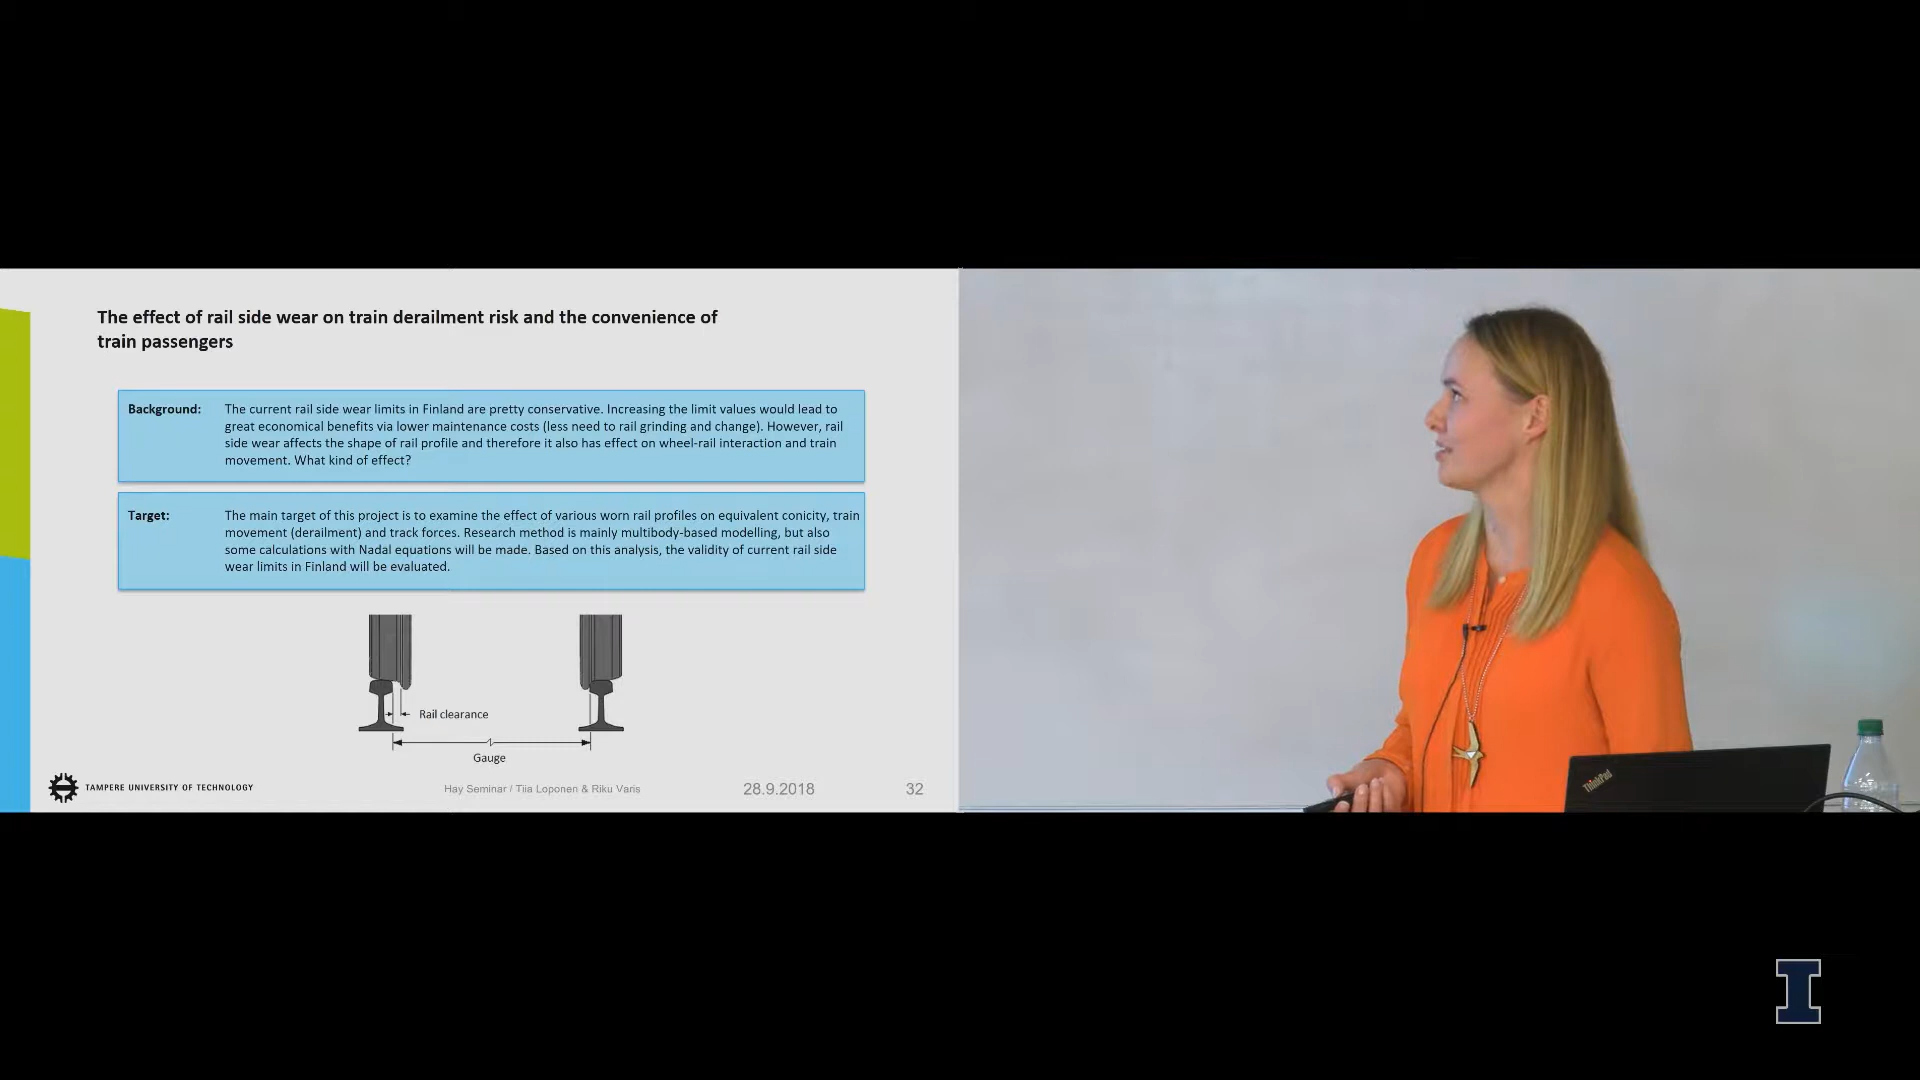 The effect of rail side wear on train derailment risk and the convenience of
train passengers
Background: The current rail side wear limits in Finland are pretty conservative. Increasing the limit values would lead to
great economical benefits via lower maintenance costs (less need to rail grinding and change). However, rail
side wear affects the shape of rail profile and therefore it also has effect on wheel-rail interaction and train
movement. What kind of effect?
Target: The main target of this project is to examine the effect of various worn rail profiles on equivalent conicity, train
movement (derailment) and track forces. Research method is mainly multibody-based modelling, but also
some calculations with Nadal equations will be made. Based on this analysis, the validity of current rail side
wear limits in Finland will be evaluated.
Rail clearance
Gauge
TAMPERE UNIVERSITY OF TECHNOLOGY
Hay Seminar / Tiia Loponen & Riku Varis
28.9.2018
32
ThinkPad
I